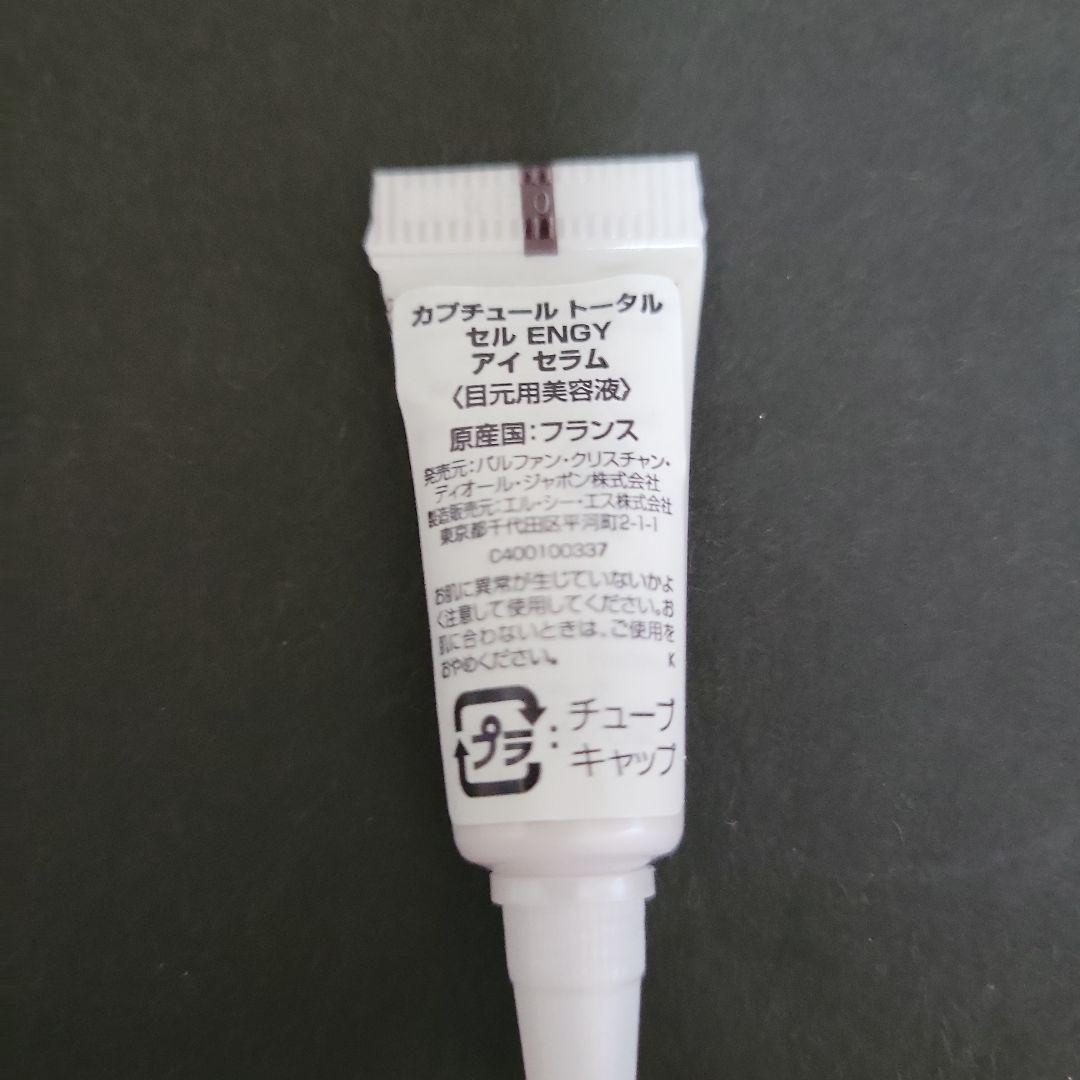 カプチュール トータル
セル ENGY
アイ セラム
〈目元用美容液〉
原産国:フランス
発売元:パルファン・クリスチャン・
ディオール・ジャポン株式会社
製造販売元:エル・シー・エス株式会社
東京都千代田区平河町2-1-1
C400100337
お肌に異常が生じていないかよ
く注意して使用してください。お
肌に合わないときは、ご使用を
おやめください。 K
プラ : チューブ
キャップ